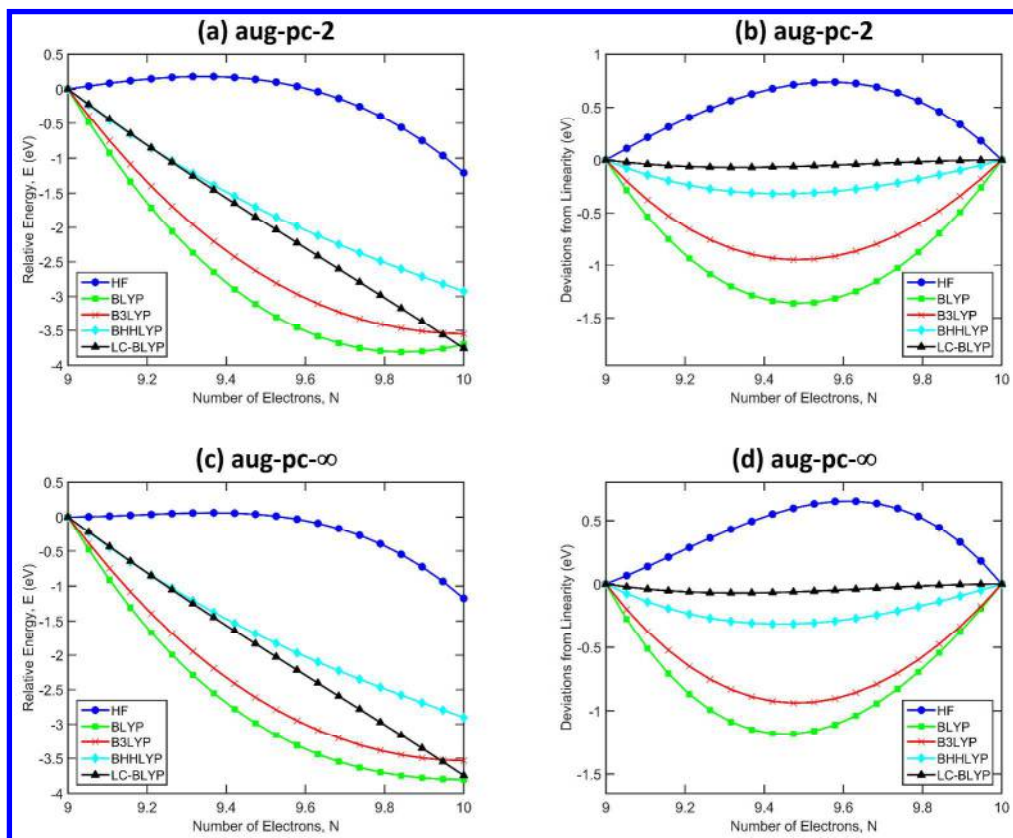 (a) aug-pc-2
Relative Energy, E (eV)
0.5
0
-0.5
-1
-1.5
-2
-2.5
-3
-3.5
-4
HF
BLYP
B3LYP
BHHLYP
LC-BLYP
9
9.2
9.4
9.6
9.8
10
Number of Electrons, N
(b) aug-pc-2
Deviations from Linearity (eV)
1
0.5
0
-0.5
-1
-1.5
HF
BLYP
B3LYP
BHHLYP
LC-BLYP
9
9.2
9.4
9.6
9.8
10
Number of Electrons, N
(c) aug-pc-∞
Relative Energy, E (eV)
0.5
0
-0.5
-1
-1.5
-2
-2.5
-3
-3.5
-4
HF
BLYP
B3LYP
BHHLYP
LC-BLYP
9
9.2
9.4
9.6
9.8
10
Number of Electrons, N
(d) aug-pc-∞
Deviations from Linearity (eV)
0.5
0
-0.5
-1
-1.5
HF
BLYP
B3LYP
BHHLYP
LC-BLYP
9
9.2
9.4
9.6
9.8
10
Number of Electrons, N